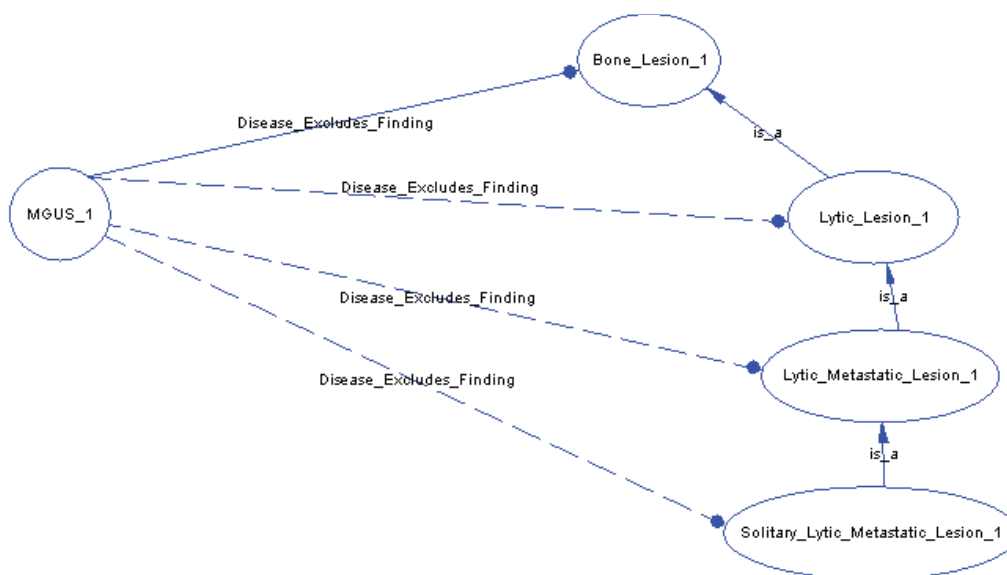 Bone_Lesion_1
Disease_Excludes_Finding
is_a
Disease_Excludes_Finding
MGUS_1
Lytic_Lesion_1
Disease_Excludes_Finding
is_a
Lytic_Metastatic_Lesion_1
Disease_Excludes_Finding
is_a
Solitary_Lytic_Metastatic_Lesion_1